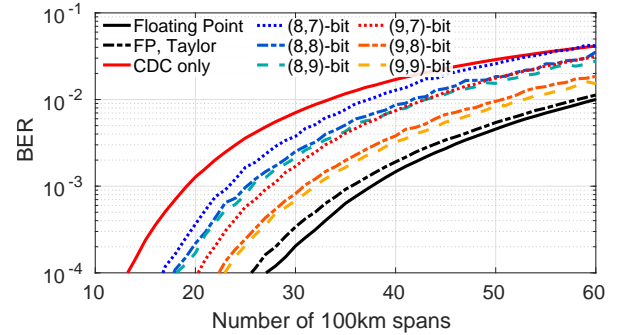 10^-1
10^-2
10^-3
10^-4
BER
Floating Point
FP, Taylor
CDC only
(8,7)-bit
(8,8)-bit
(8,9)-bit
(9,7)-bit
(9,8)-bit
(9,9)-bit
10 20 30 40 50 60
Number of 100km spans